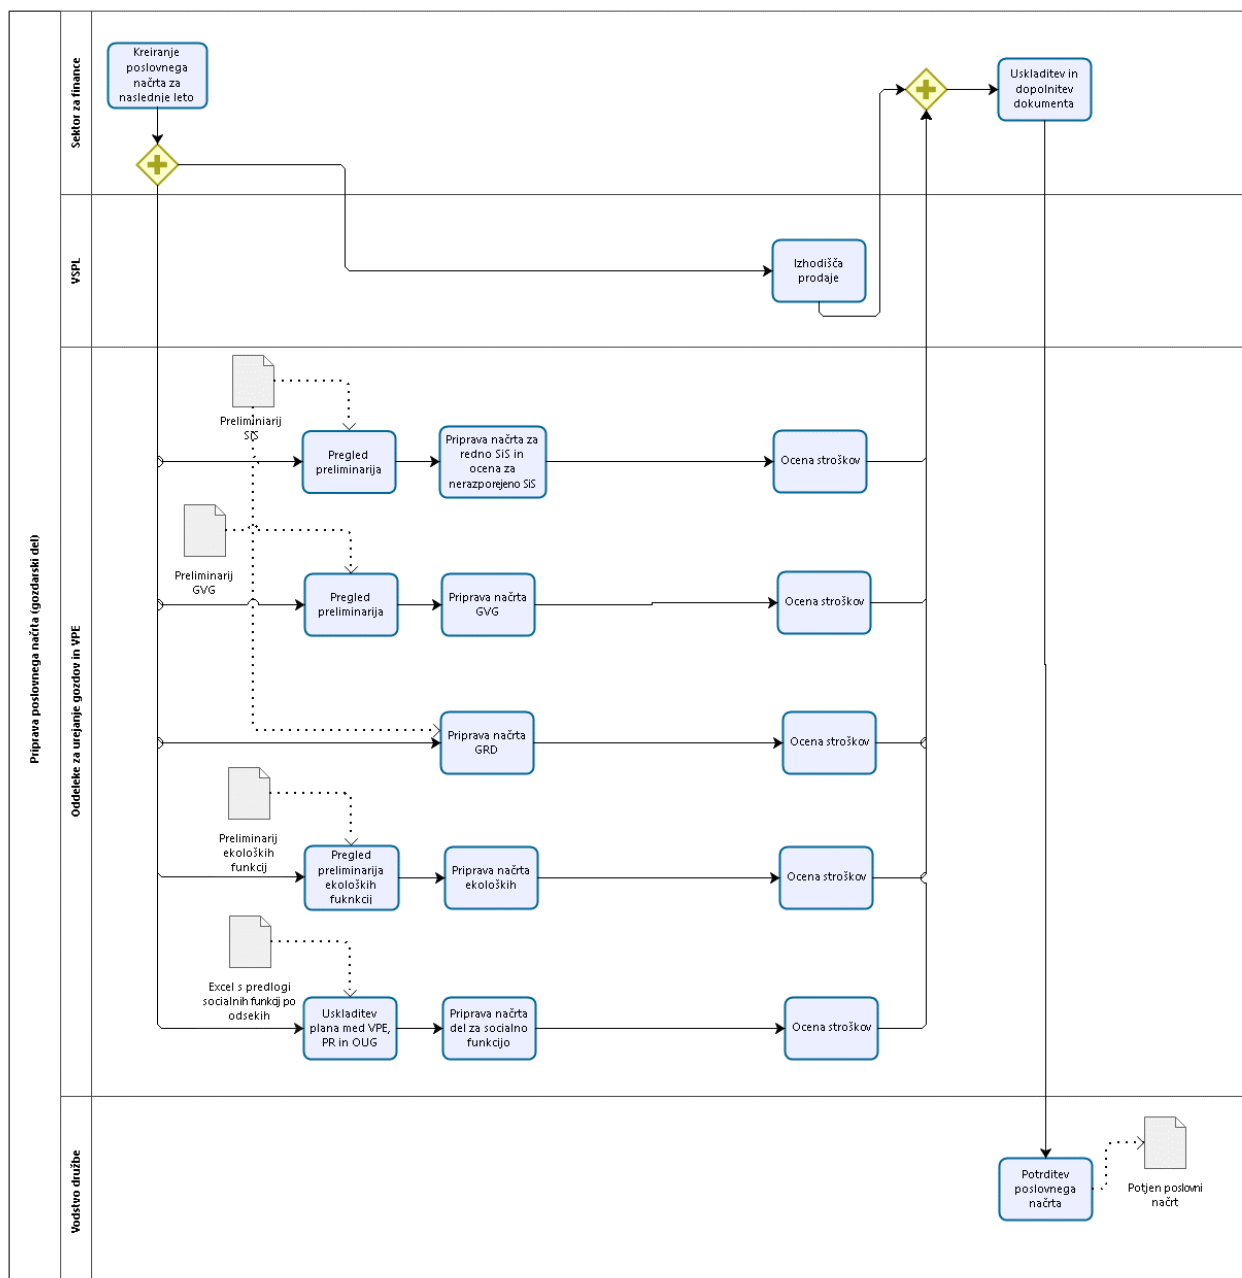 Priprava poslovnega načrta (gozdarski del)
Sektor za finance
Kreiranje
poslovnega
načrta za
naslednje leto
Uskladitev in
dopolnitev
dokumenta
VSPL
Izhodišča
prodaje
Oddeleke za urejanje gozdov in VPE
Preliminiarij
SiS
Pregled
preliminarija
Priprava načrta za
redno SiS in
ocena za
nerazporejeno SiS
Ocena stroškov
Preliminarij
GVG
Pregled
preliminarija
Priprava načrta
GVG
Ocena stroškov
Priprava načrta
GRD
Ocena stroškov
Preliminarij
ekoloških
funkcij
Pregled
preliminarija
ekoloških
fuknkcij
Priprava načrta
ekoloških
Ocena stroškov
Excel s predlogi
socialnih funkcij po
odsekih
Uskladitev
plana med VPE,
PR in OUG
Priprava načrta
del za socialno
funkcijo
Ocena stroškov
Vodstvo družbe
Potrditev
poslovnega
načrta
Potjen poslovni
načrt